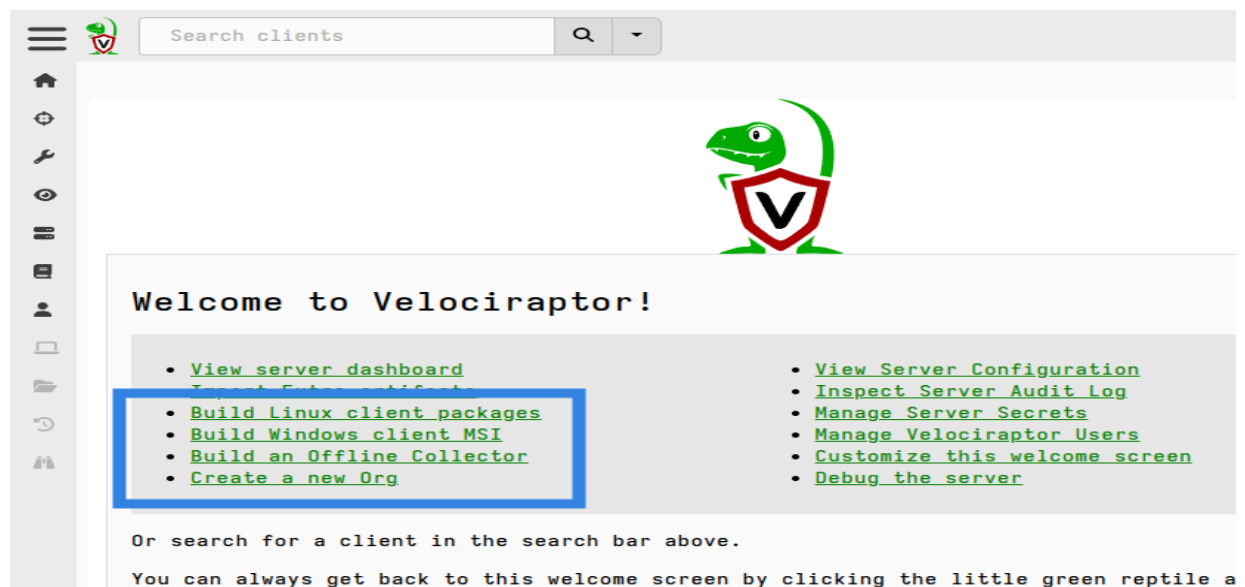 Search clients
V
V
Welcome to Velociraptor!
View server dashboard
Import Extra artifacts
Build Linux client packages
Build Windows client MSI
Build an Offline Collector
Create a new Org
View Server Configuration
Inspect Server Audit Log
Manage Server Secrets
Manage Velociraptor Users
Customize this welcome screen
Debug the server
Or search for a client in the search bar above.
You can always get back to this welcome screen by clicking the little green reptile a